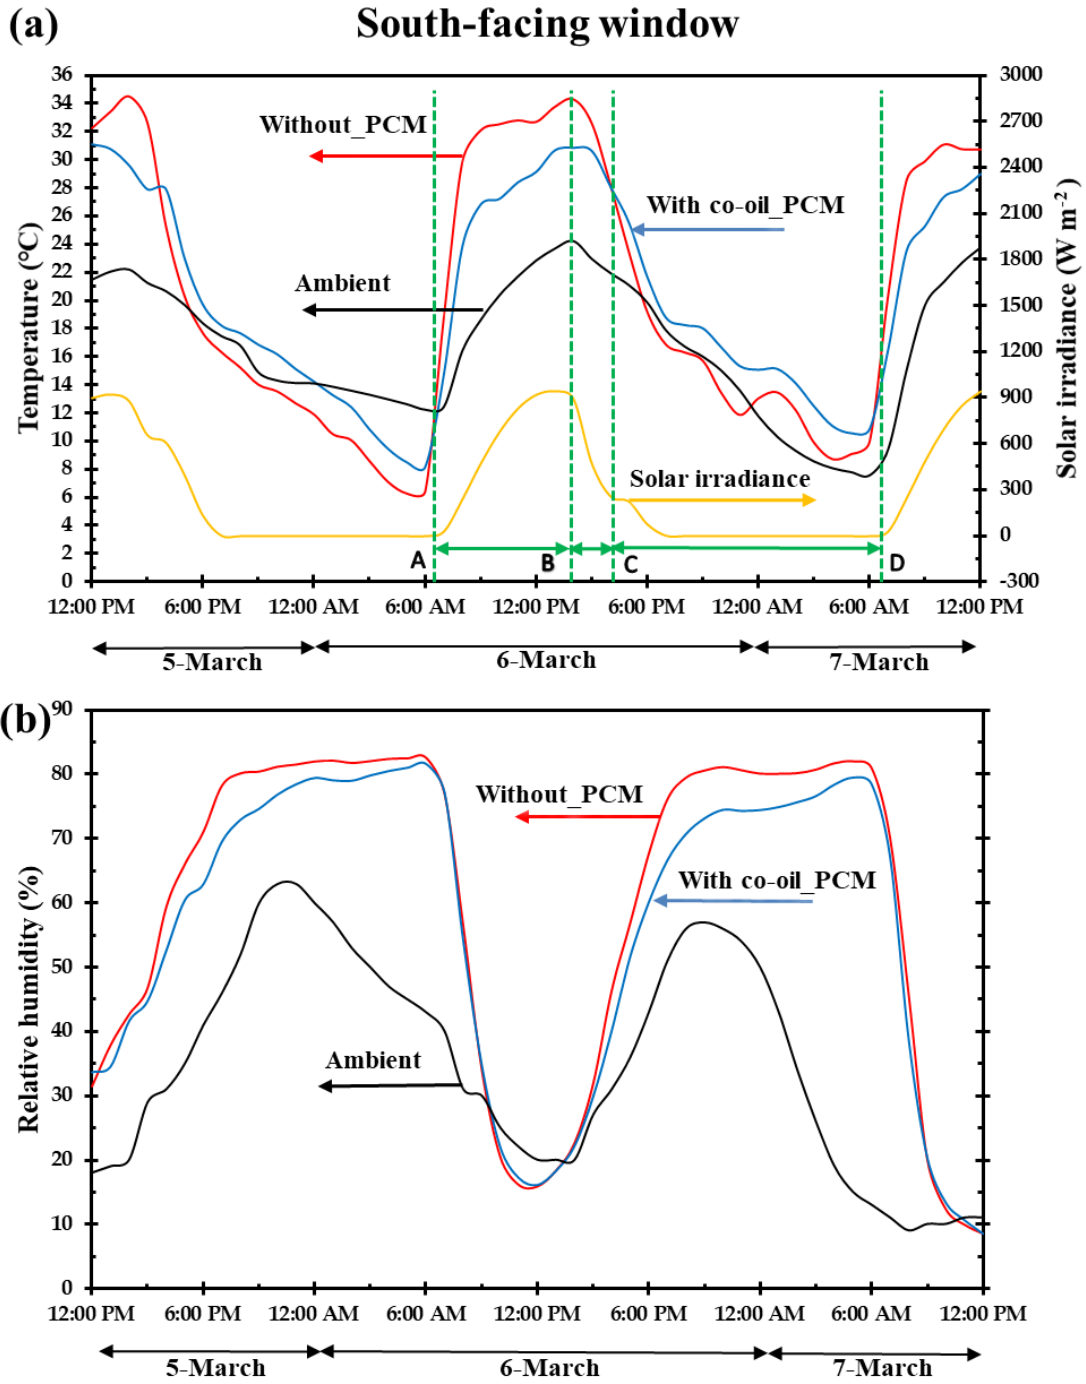 (a)
South-facing window
36
34
32
30
28
26
24
22
20
18
16
14
12
10
8
6
4
2
0
Temperature (°C)
3000
2700
2400
2100
1800
1500
1200
900
600
300
0
-300
Solar irradiance (W m⁻²)
Without_PCM
With co-oil_PCM
Ambient
Solar irradiance
A
B
C
D
12:00 PM 6:00 PM 12:00 AM 6:00 AM 12:00 PM 6:00 PM 12:00 AM 6:00 AM 12:00 PM
5-March 6-March 7-March
(b)
90
80
70
60
50
40
30
20
10
0
Relative humidity (%)
Without_PCM
With co-oil_PCM
Ambient
12:00 PM 6:00 PM 12:00 AM 6:00 AM 12:00 PM 6:00 PM 12:00 AM 6:00 AM 12:00 PM
5-March 6-March 7-March